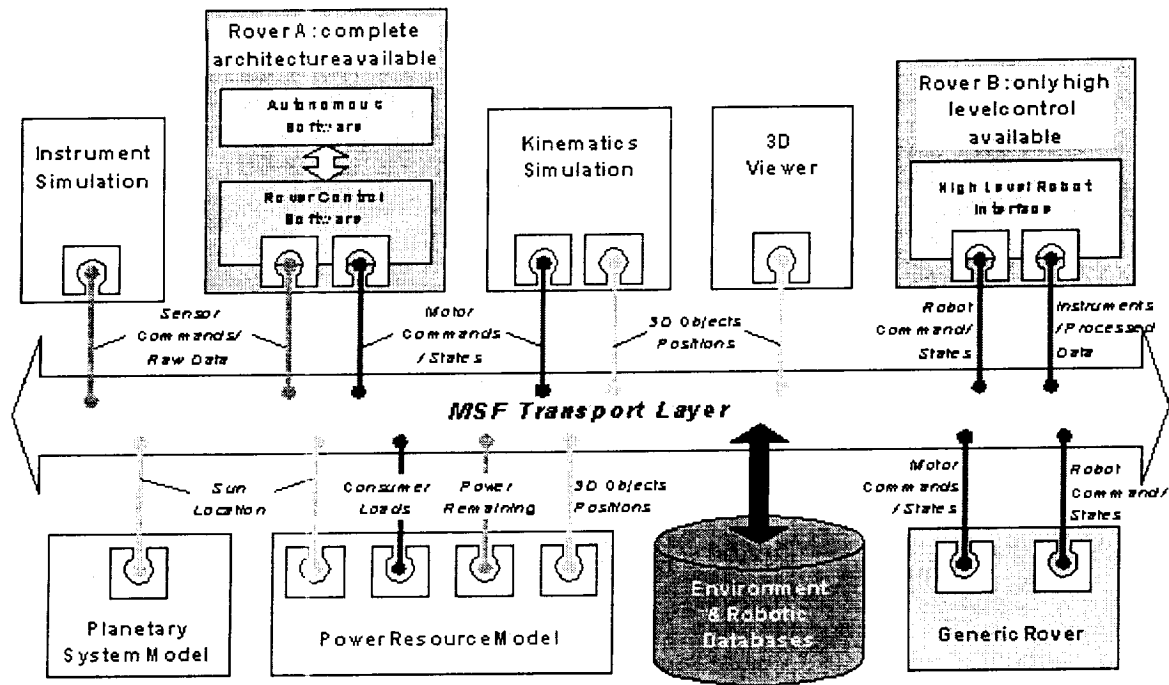 Rover A: complete
architecture available
Autonomous
Software
Rover Control
Software
Instrument
Simulation
Kinematics
Simulation
3D
Viewer
Rover B: only high
level control
available
High Level Robot
Interface
Sensor
Commands/
Raw Data
Motor
Commands
/States
3D Objects
Positions
Robot
Command/
States
Instruments
/Processed
Data
MSF Transport Layer
Sun
Location
Consumer
Loads
Power
Remaining
3D Objects
Positions
Motor
Commands
/States
Robot
Command/
States
Planetary
System Model
Power Resource Model
Environment
& Robotic
Databases
Generic Rover